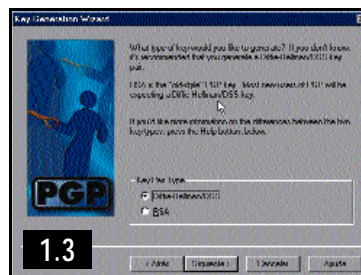 Key Generation Wizard
What type of key would you like to generate? If you don't know,
it's recommended that you generate a Diffie-Hellman/DSS key
pair.
RSA is the "old-style" PGP key. Most new users of PGP will be
expecting a Diffie-Hellman/DSS key.
If you'd like more information on the differences between the two
key types, press the Help button, below.
PGP
Key Pair Type
Diffie-Hellman/DSS
RSA
1.3
< Atrás
Siguiente >
Cancelar
Ayuda